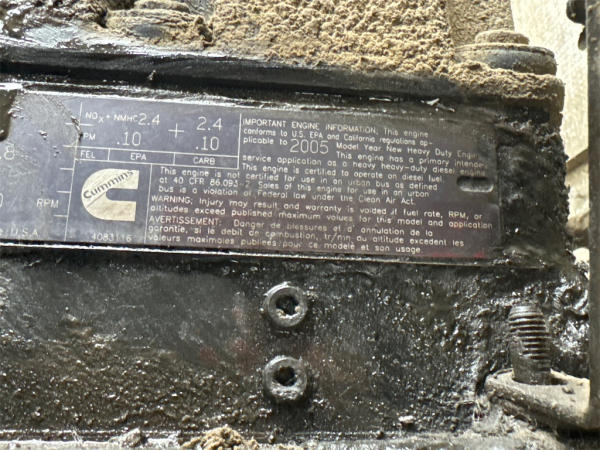 NOx + NMHC 2.4 + 2.4
PM .10 .10
FEL EPA CARB
.8
RPM
U.S.A.
Cummins
4083116
IMPORTANT ENGINE INFORMATION: This engine
conforms to U.S. EPA and California regulations ap-
plicable to 2005 Model Year New Heavy Duty Engin
This engine has a primary intende
service application as a heavy heavy-duty diesel
This engine is certified to operate on diesel fuel.
This engine is not certified for use in an urban bus as defined
at 40 CFR 86.093-2. Sales of this engine for use in an urban
bus is a violation of Federal law under the Clean Air Act.
WARNING: Injury may result and warranty is voided if fuel rate, RPM, or
altitudes exceed published maximum values for this model and application
AVERTISSEMENT: Danger de blessures et d' annulation de la
garantie, si le debit de combustion, tr/min, ou altitude excedent les
valeurs maximales publiees pour ce modele et son usage.